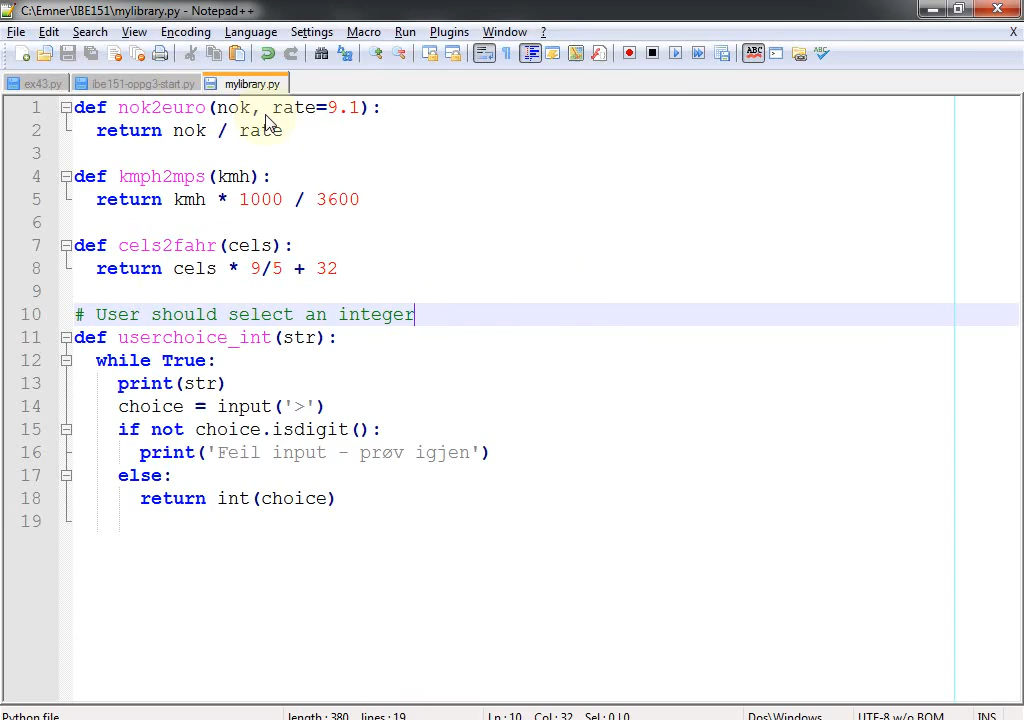 C:\Emner\IBE151\mylibrary.py - Notepad++
File Edit Search View Encoding Language Settings Macro Run Plugins Window ? X
ex43.py ibe151-oppg3-start.py mylibrary.py
1 def nok2euro(nok, rate=9.1):
2 return nok / rate
3
4 def kmph2mps(kmh):
5 return kmh * 1000 / 3600
6
7 def cels2fahr(cels):
8 return cels * 9/5 + 32
9
10 # User should select an integer
11 def userchoice_int(str):
12 while True:
13 print(str)
14 choice = input('>')
15 if not choice.isdigit():
16 print('Feil input - prøv igjen')
17 else:
18 return int(choice)
19
Python file length : 380 lines : 19 Ln : 10 Col : 32 Sel : 0 | 0 Dos\Windows UTF-8 w/o BOM INS